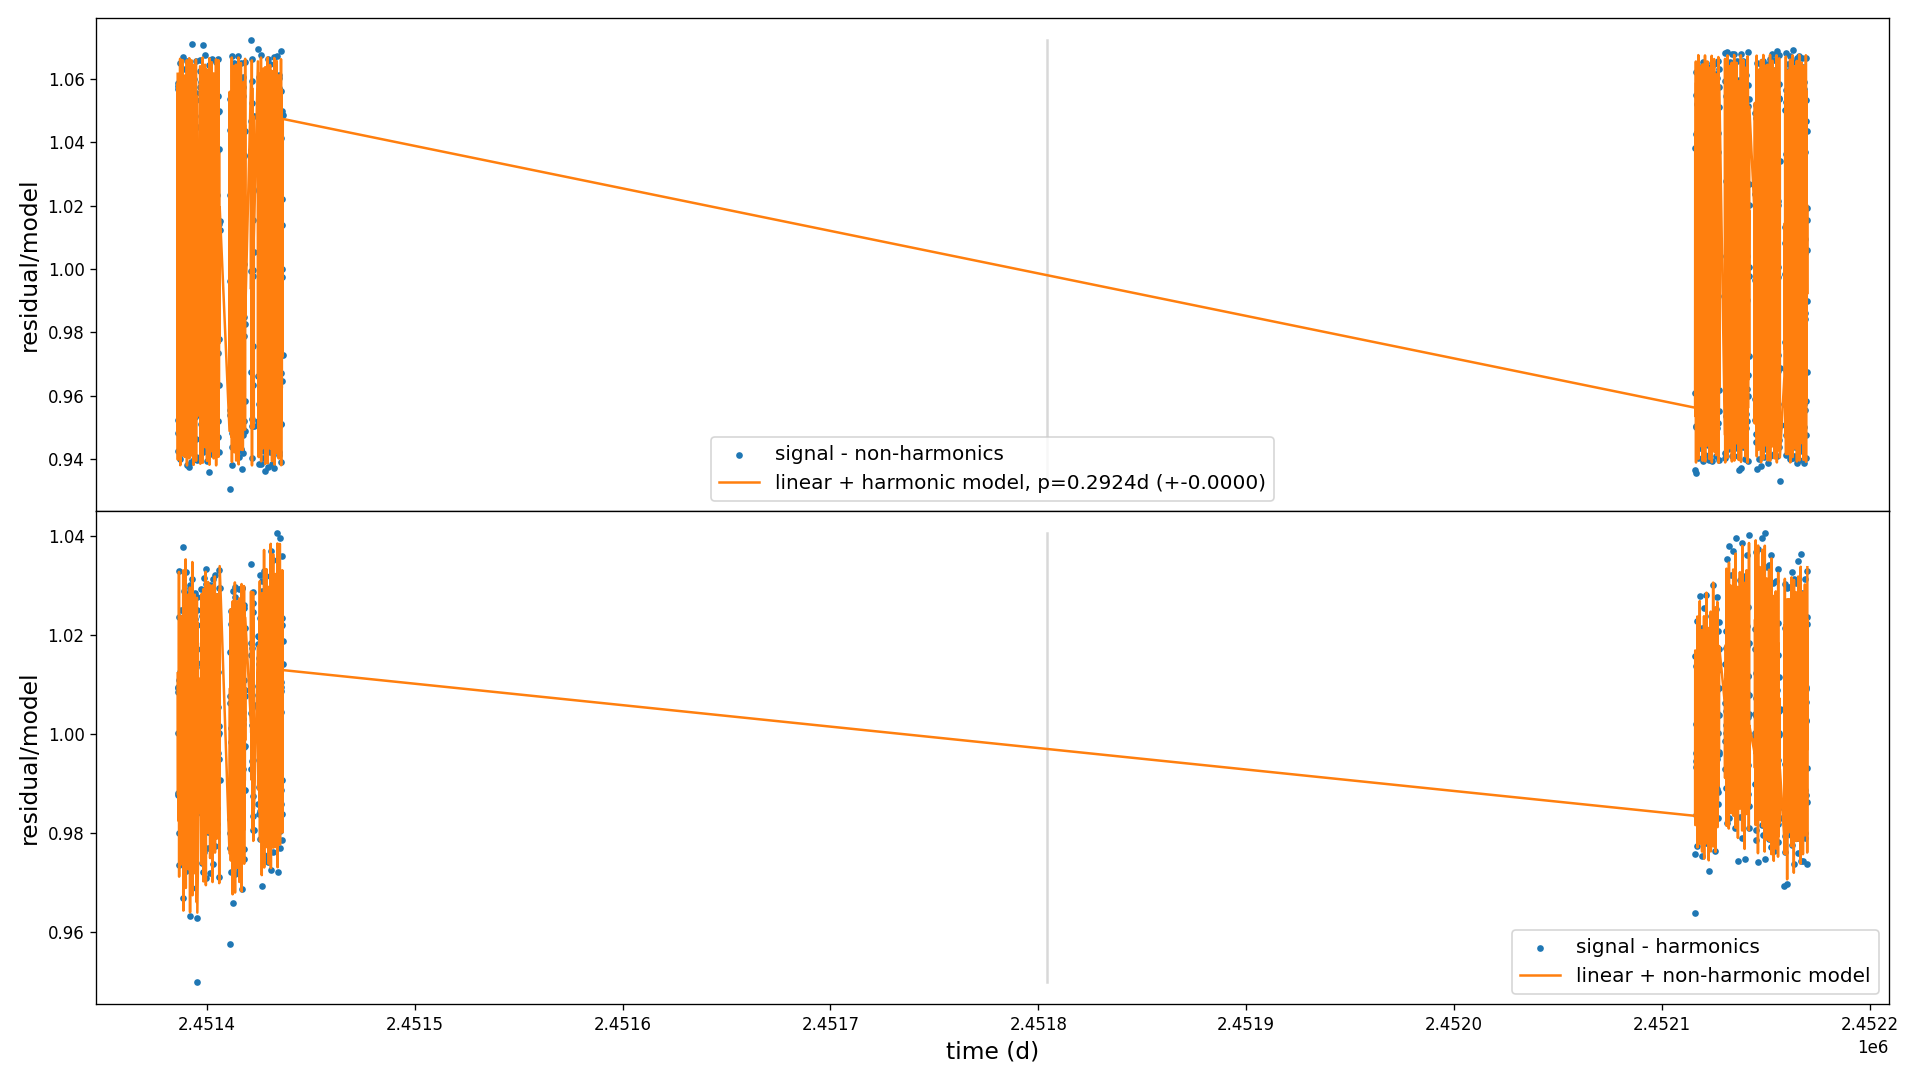 residual/model
1.06
1.04
1.02
1.00
0.98
0.96
0.94
signal - non-harmonics
linear + harmonic model, p=0.2924d (+-0.0000)
residual/model
1.04
1.02
1.00
0.98
0.96
signal - harmonics
linear + non-harmonic model
2.4514 2.4515 2.4516 2.4517 2.4518 2.4519 2.4520 2.4521 2.4522
1e6
time (d)